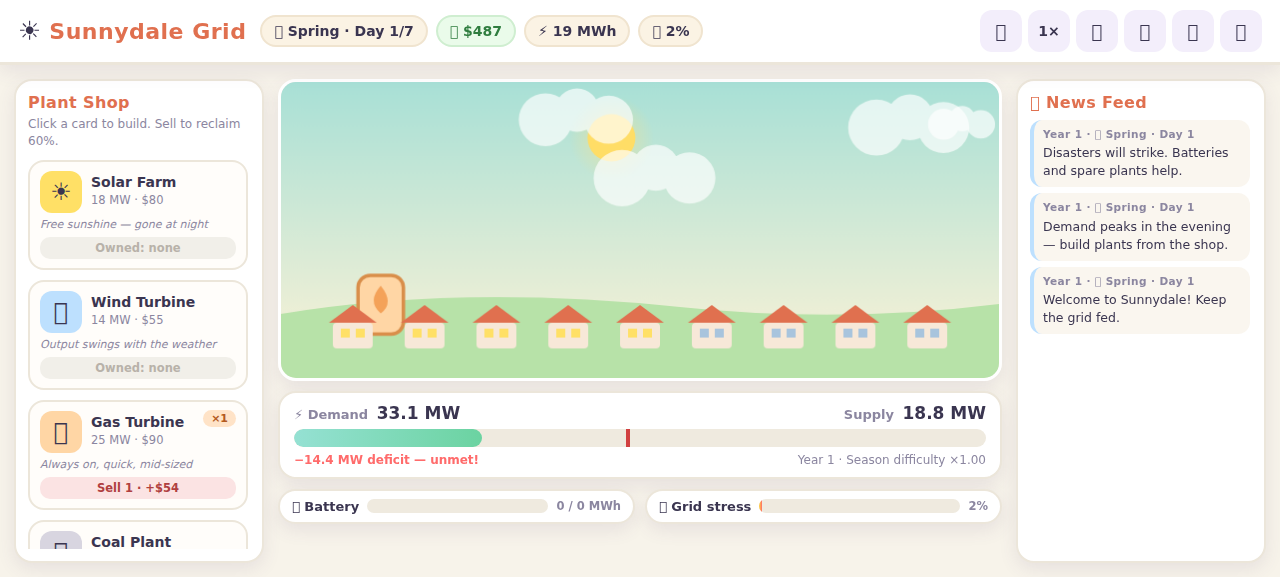 ☀ Sunnydale Grid
Spring · Day 1/7
$487
⚡ 19 MWh
2%
1×
Plant Shop
Click a card to build. Sell to reclaim
60%.
Solar Farm
18 MW · $80
Free sunshine — gone at night
Owned: none
Wind Turbine
14 MW · $55
Output swings with the weather
Owned: none
Gas Turbine
×1
25 MW · $90
Always on, quick, mid-sized
Sell 1 · +$54
Coal Plant
⚡ Demand 33.1 MW
Supply 18.8 MW
−14.4 MW deficit — unmet!
Year 1 · Season difficulty ×1.00
Battery
0 / 0 MWh
Grid stress
2%
News Feed
Year 1 · Spring · Day 1
Disasters will strike. Batteries
and spare plants help.
Year 1 · Spring · Day 1
Demand peaks in the evening
— build plants from the shop.
Year 1 · Spring · Day 1
Welcome to Sunnydale! Keep
the grid fed.